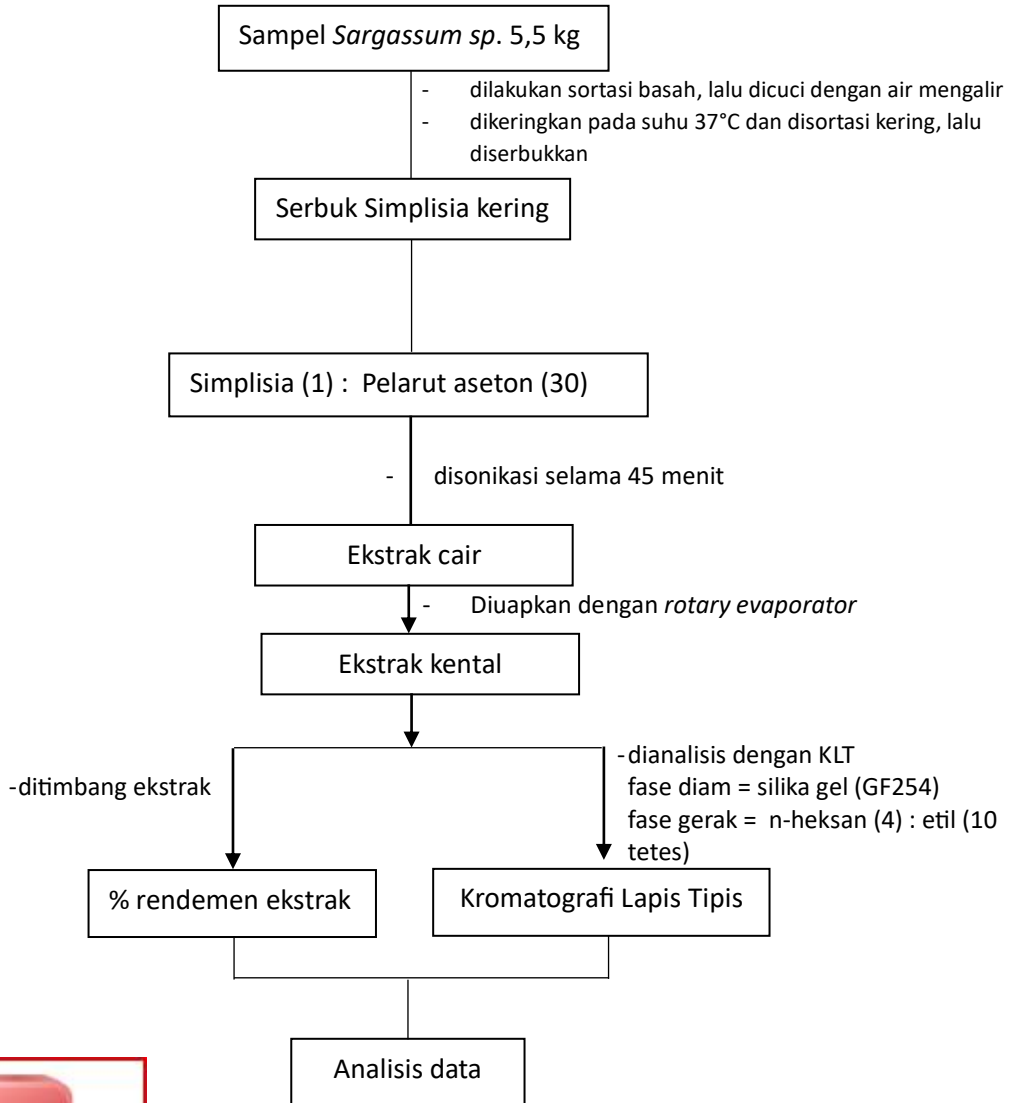 Sampel Sargassum sp. 5,5 kg
- dilakukan sortasi basah, lalu dicuci dengan air mengalir
- dikeringkan pada suhu 37°C dan disortasi kering, lalu
diserbukkan
Serbuk Simplisia kering
Simplisia (1) : Pelarut aseton (30)
- disonikasi selama 45 menit
Ekstrak cair
- Diuapkan dengan rotary evaporator
Ekstrak kental
-ditimbang ekstrak
-dianalisis dengan KLT
fase diam = silika gel (GF254)
fase gerak = n-heksan (4) : etil (10
tetes)
% rendemen ekstrak
Kromatografi Lapis Tipis
Analisis data